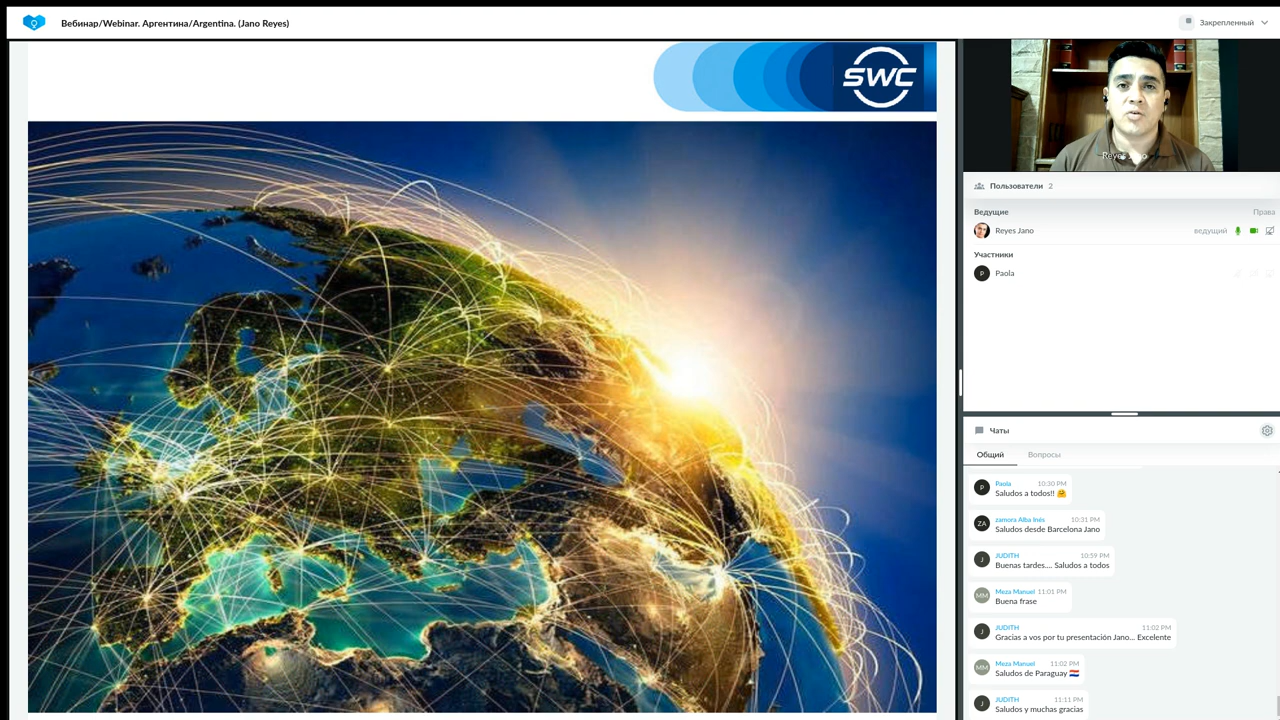 Вебинар/Webinar. Аргентина/Argentina. (Jano Reyes)
Закрепленный
SWC
Пользователи 2
Ведущие
Права
Reyes Jano
ведущий
Участники
P
Paola
Чаты
Общий
Вопросы
P
Paola 10:30 PM
Saludos a todos!! 🤗
ZA
zamora Alba Inés 10:31 PM
Saludos desde Barcelona Jano
J
JUDITH 10:59 PM
Buenas tardes.... Saludos a todos
MM
Meza Manuel 11:01 PM
Buena frase
J
JUDITH 11:02 PM
Gracias a vos por tu presentación Jano... Excelente
MM
Meza Manuel 11:02 PM
Saludos de Paraguay 🇵🇾
J
JUDITH 11:11 PM
Saludos y muchas gracias